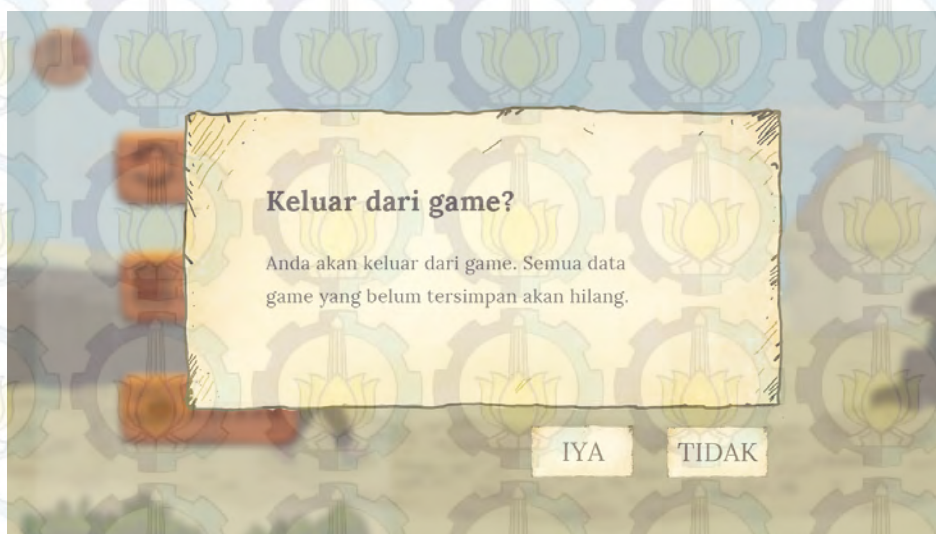 Keluar dari game?
Anda akan keluar dari game. Semua data
game yang belum tersimpan akan hilang.
IYA
TIDAK